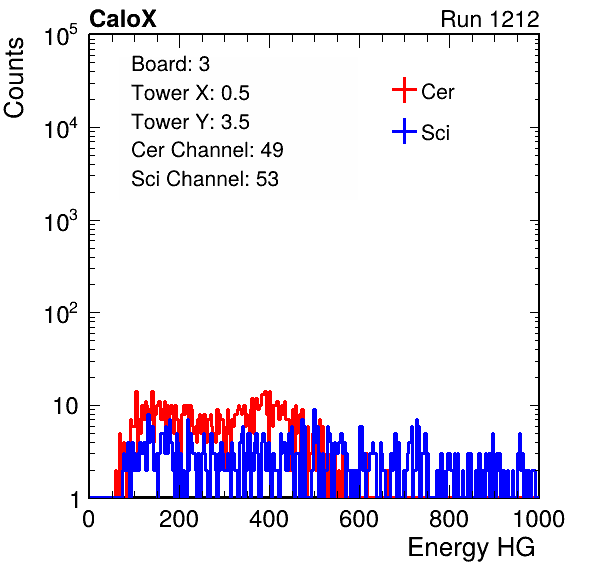 CaloX Run 1212
Counts
10^5
10^4
10^3
10^2
10
1
Board: 3
Tower X: 0.5
Tower Y: 3.5
Cer Channel: 49
Sci Channel: 53
Cer
Sci
0 200 400 600 800 1000
Energy HG